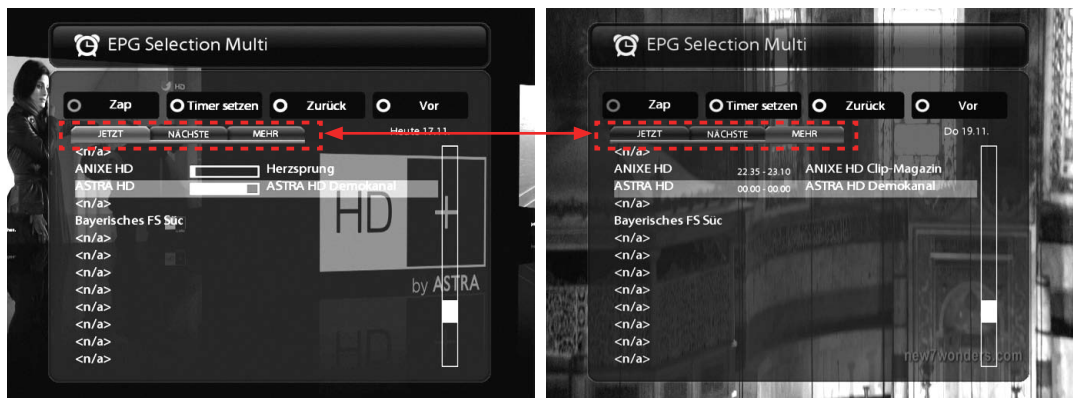 EPG Selection Multi
HD
Zap Timer setzen Zurück Vor
JETZT NÄCHSTE MEHR Heute 17.11.
<n/a>
ANIXE HD Herzsprung
ASTRA HD ASTRA HD Demokanal
<n/a>
Bayerisches FS Süc
<n/a>
<n/a>
<n/a>
<n/a>
<n/a>
<n/a>
<n/a>
HD+
by ASTRA
EPG Selection Multi
Zap Timer setzen Zurück Vor
JETZT NÄCHSTE MEHR Do 19.11.
<n/a>
ANIXE HD 22.35 - 23.10 ANIXE HD Clip-Magazin
ASTRA HD 00.00 - 00.00 ASTRA HD Demokanal
<n/a>
Bayerisches FS Süc
<n/a>
<n/a>
<n/a>
<n/a>
<n/a>
<n/a>
<n/a>
<n/a>
new7wonders.com